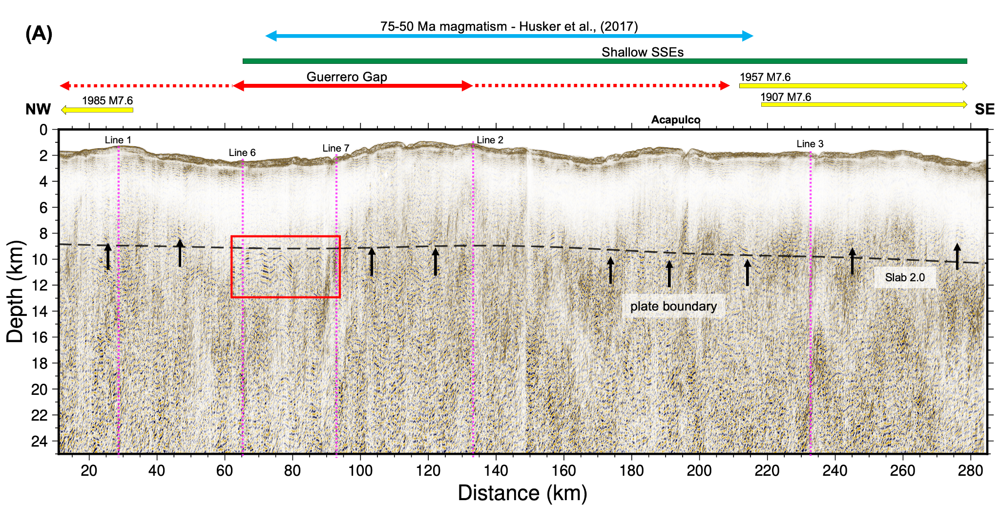 (A)
75-50 Ma magmatism - Husker et al., (2017)
Shallow SSEs
Guerrero Gap
1957 M7.6
1985 M7.6
1907 M7.6
NW
SE
Acapulco
Line 1
Line 6
Line 7
Line 2
Line 3
0
2
4
6
8
10
12
14
16
18
20
22
24
Depth (km)
Slab 2.0
plate boundary
20 40 60 80 100 120 140 160 180 200 220 240 260 280
Distance (km)